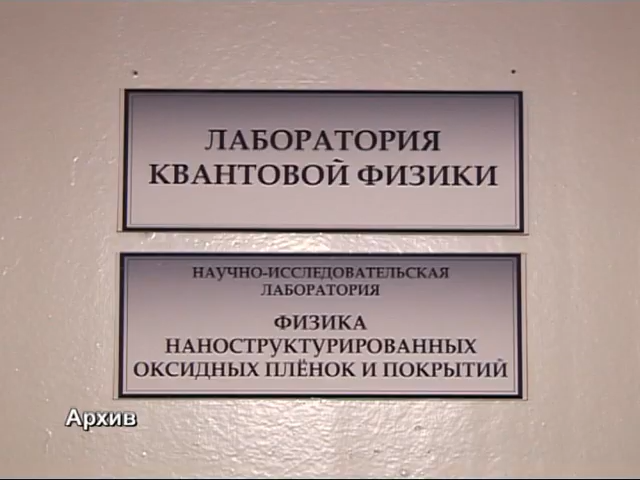 ЛАБОРАТОРИЯ
КВАНТОВОЙ ФИЗИКИ
НАУЧНО-ИССЛЕДОВАТЕЛЬСКАЯ
ЛАБОРАТОРИЯ
ФИЗИКА
НАНОСТРУКТУРИРОВАННЫХ
ОКСИДНЫХ ПЛЁНОК И ПОКРЫТИЙ
Архив